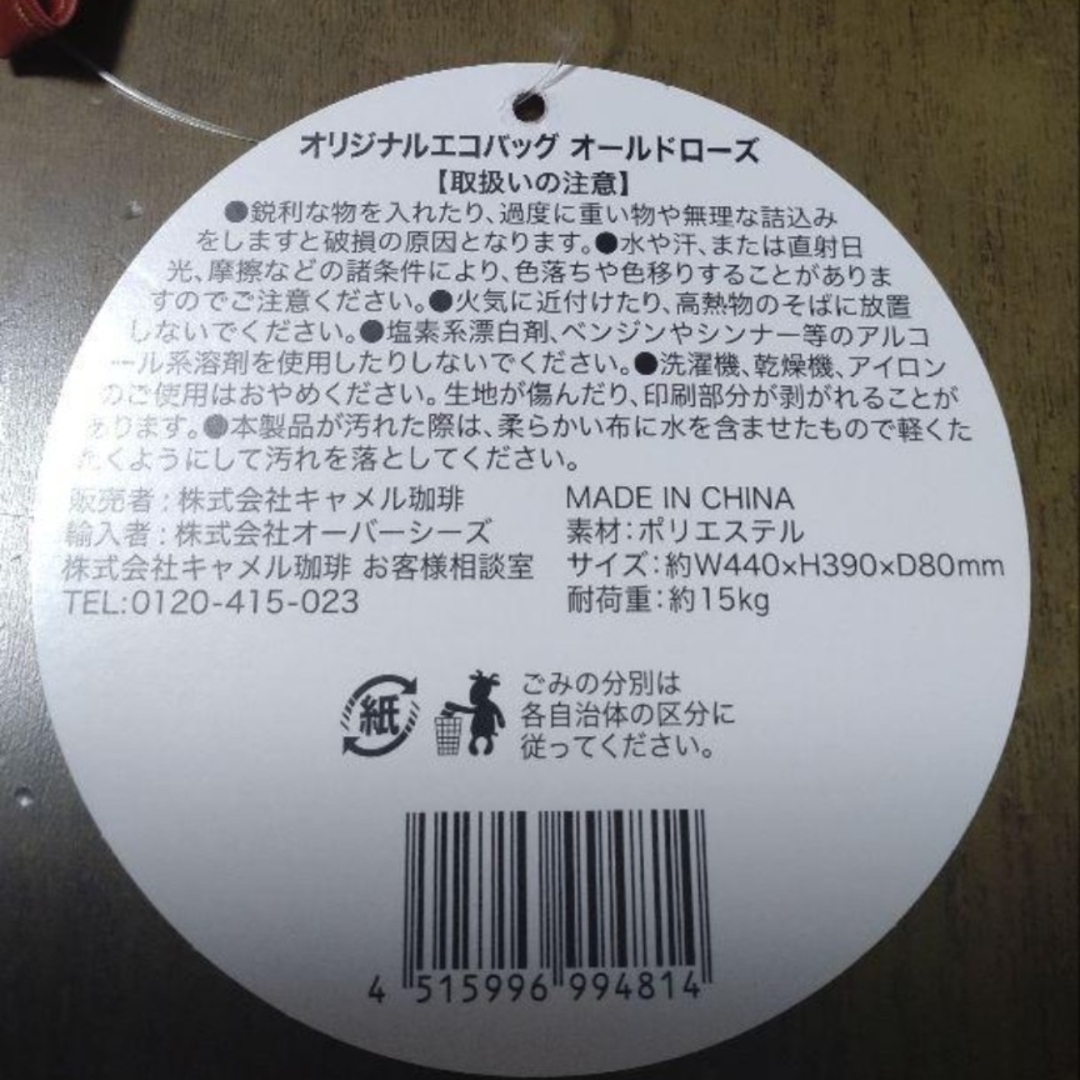 オリジナルエコバッグ オールドローズ
【取扱いの注意】
●鋭利な物を入れたり、過度に重い物や無理な詰込み
をしますと破損の原因となります。●水や汗、または直射日
光、摩擦などの諸条件により、色落ちや色移りすることがありま
すのでご注意ください。●火気に近付けたり、高熱物のそばに放置
しないでください。●塩素系漂白剤、ベンジンやシンナー等のアルコ
ール系溶剤を使用したりしないでください。●洗濯機、乾燥機、アイロン
のご使用はおやめください。生地が傷んだり、印刷部分が剥がれることが
あります。●本製品が汚れた際は、柔らかい布に水を含ませたもので軽くた
たくようにして汚れを落としてください。
販売者:株式会社キャメル珈琲
輸入者:株式会社オーバーシーズ
株式会社キャメル珈琲 お客様相談室
TEL:0120-415-023
MADE IN CHINA
素材:ポリエステル
サイズ:約W440×H390×D80mm
耐荷重:約15kg
紙
ごみの分別は
各自治体の区分に
従ってください。
4 515996 994814